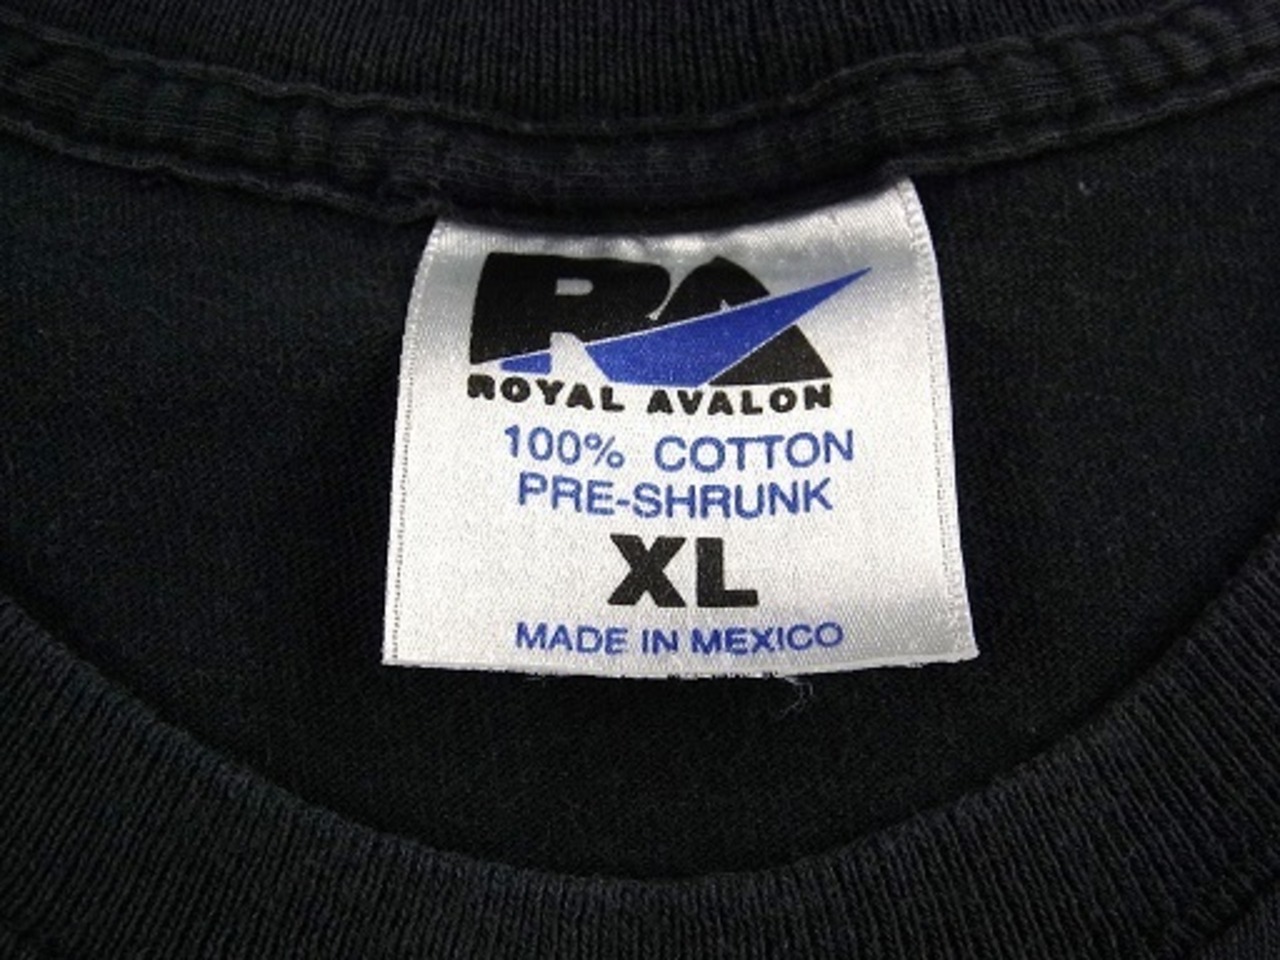 RA
ROYAL AVALON
100% COTTON
PRE-SHRUNK
XL
MADE IN MEXICO